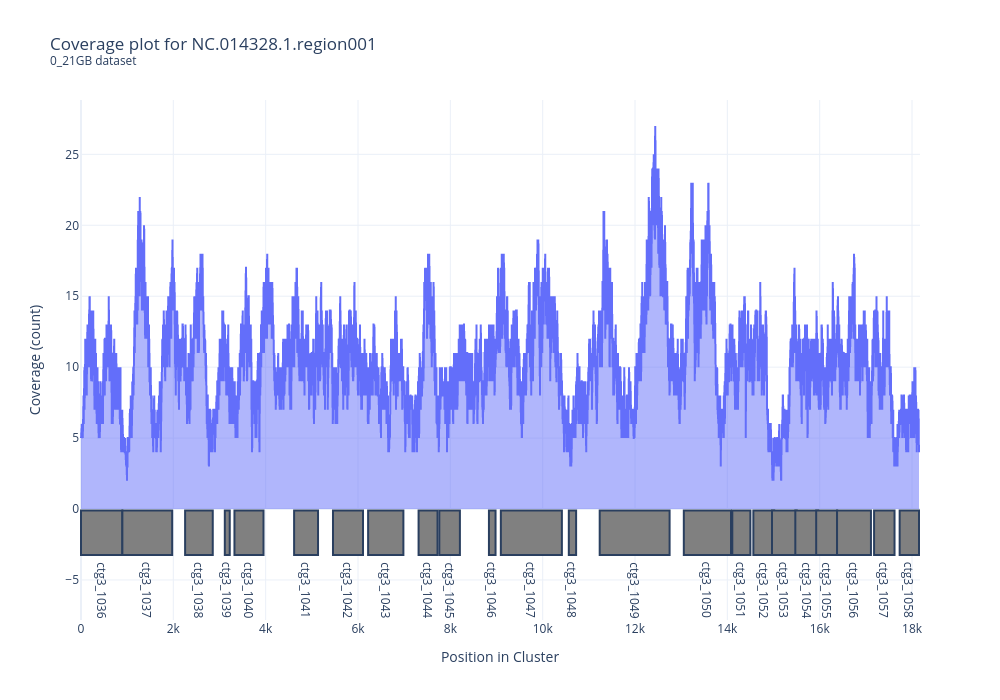 Coverage plot for NC.014328.1.region001
0_21GB dataset
Coverage (count)
25
20
15
10
5
0
−5
ctg3_1036
ctg3_1037
ctg3_1038
ctg3_1039
ctg3_1040
ctg3_1041
ctg3_1042
ctg3_1043
ctg3_1044
ctg3_1045
ctg3_1046
ctg3_1047
ctg3_1048
ctg3_1049
ctg3_1050
ctg3_1051
ctg3_1052
ctg3_1053
ctg3_1054
ctg3_1055
ctg3_1056
ctg3_1057
ctg3_1058
0 2k 4k 6k 8k 10k 12k 14k 16k 18k
Position in Cluster